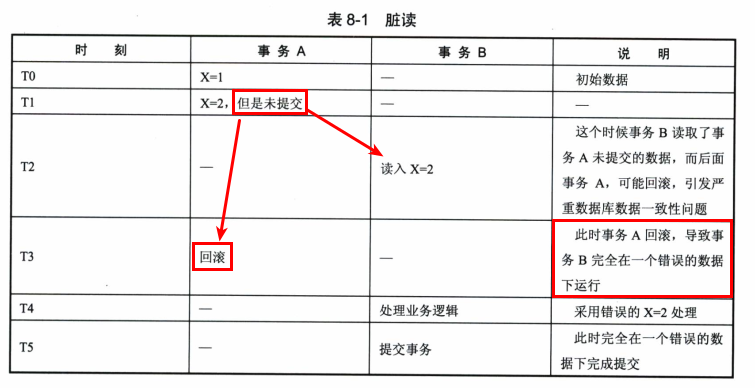 表 8-1 脏读
时 刻 事 务 A 事 务 B 说 明
T0 X=1 — 初始数据
T1 X=2，但是未提交 — —
T2 — 读入 X=2 这个时候事务 B 读取了事
务 A 未提交的数据，而后面
事务 A，可能回滚，引发严
重数据库数据一致性问题
T3 回滚 — 此时事务 A 回滚，导致事
务 B 完全在一个错误的数据
下运行
T4 — 处理业务逻辑 采用错误的 X=2 处理
T5 — 提交事务 此时完全在一个错误的数
据下完成提交